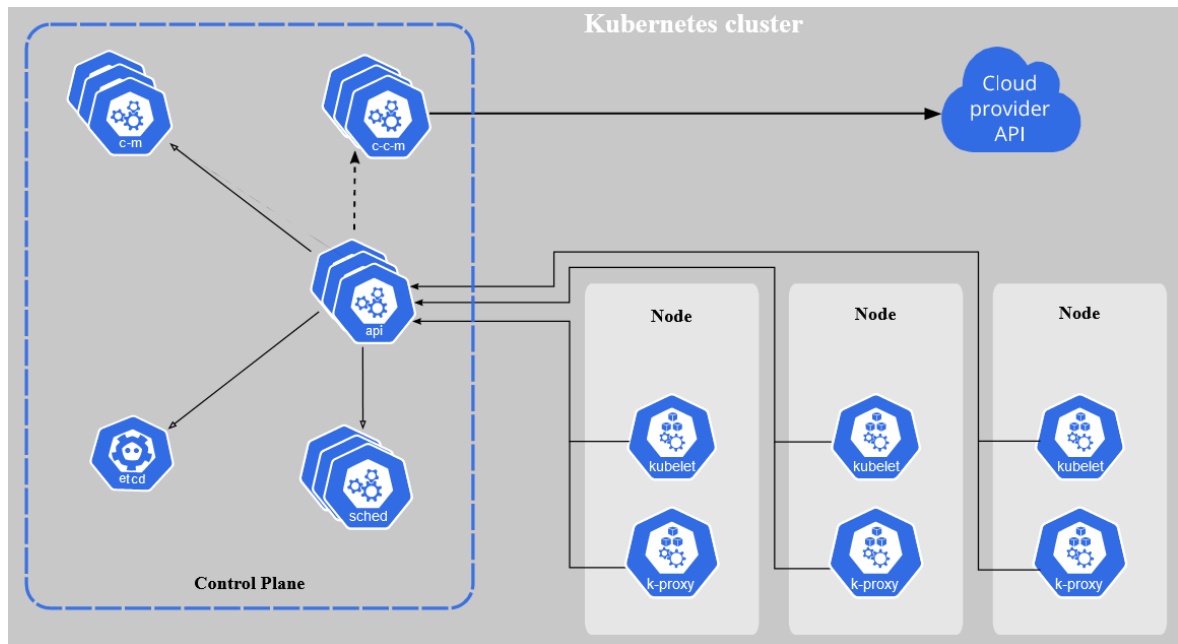 Kubernetes cluster
c-m
c-c-m
Cloud
provider
API
api
etcd
sched
Control Plane
Node
kubelet
k-proxy
Node
kubelet
k-proxy
Node
kubelet
k-proxy